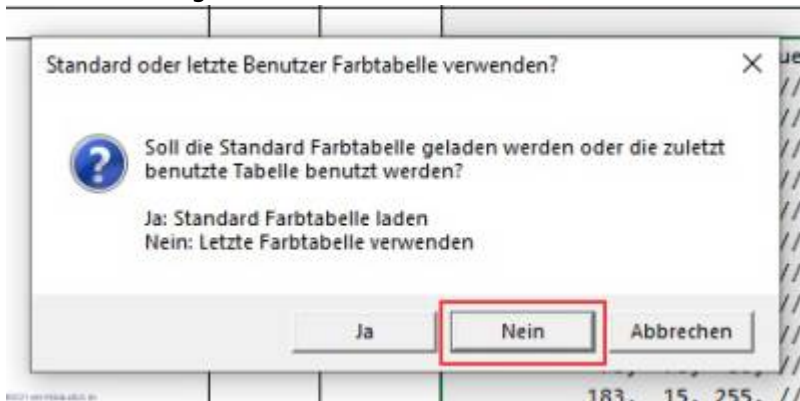 Standard oder letzte Benutzer Farbtabelle verwenden?
Soll die Standard Farbtabelle geladen werden oder die zuletzt
benutzte Tabelle benutzt werden?
Ja: Standard Farbtabelle laden
Nein: Letzte Farbtabelle verwenden
Ja Nein Abbrechen
183, 15, 255, //